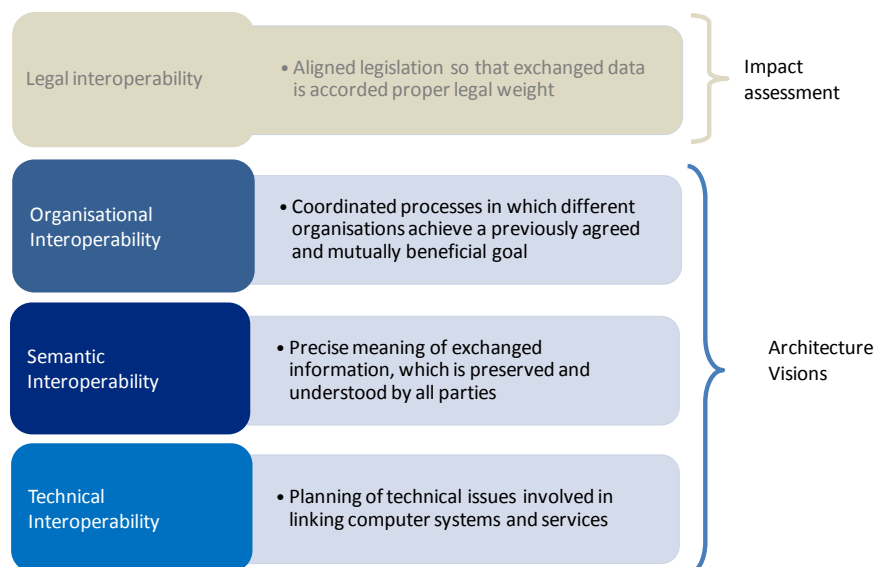 Legal interoperability
• Aligned legislation so that exchanged data
is accorded proper legal weight
Impact
assessment
Organisational
Interoperability
• Coordinated processes in which different
organisations achieve a previously agreed
and mutually beneficial goal
Semantic
Interoperability
• Precise meaning of exchanged
information, which is preserved and
understood by all parties
Architecture
Visions
Technical
Interoperability
• Planning of technical issues involved in
linking computer systems and services